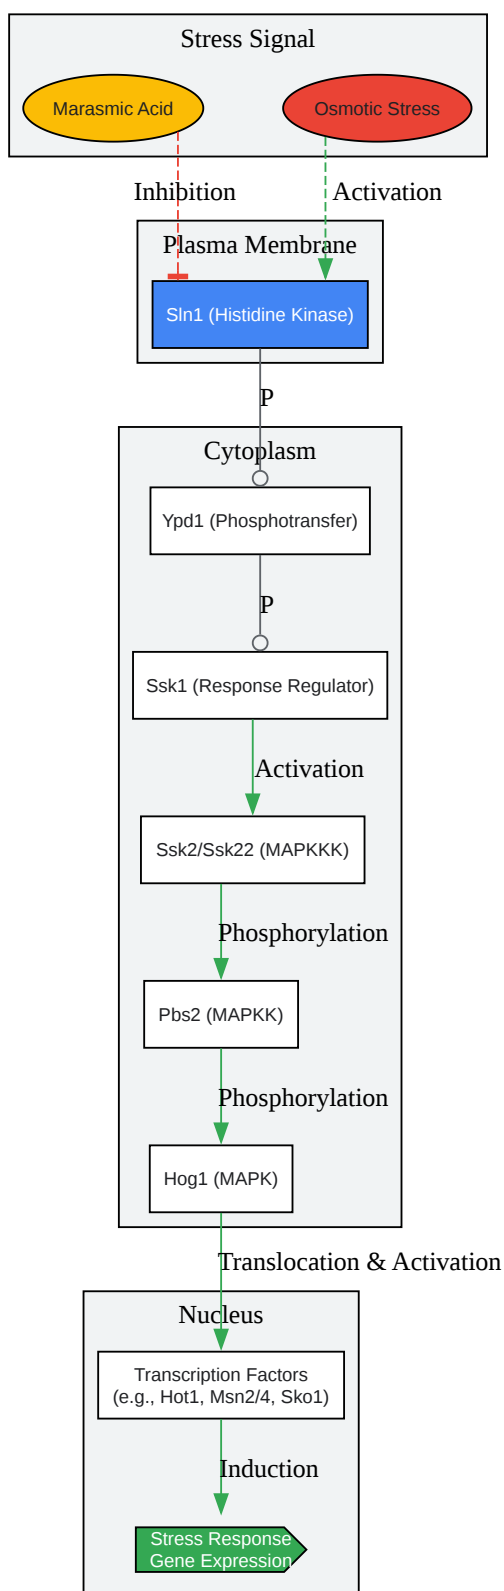 Stress Signal
Marasmic Acid
Osmotic Stress
Inhibition
Activation
Plasma Membrane
Sln1 (Histidine Kinase)
P
Cytoplasm
Ypd1 (Phosphotransfer)
P
Ssk1 (Response Regulator)
Activation
Ssk2/Ssk22 (MAPKKK)
Phosphorylation
Pbs2 (MAPKK)
Phosphorylation
Hog1 (MAPK)
Translocation & Activation
Nucleus
Transcription Factors
(e.g., Hot1, Msn2/4, Sko1)
Induction
Stress Response
Gene Expression